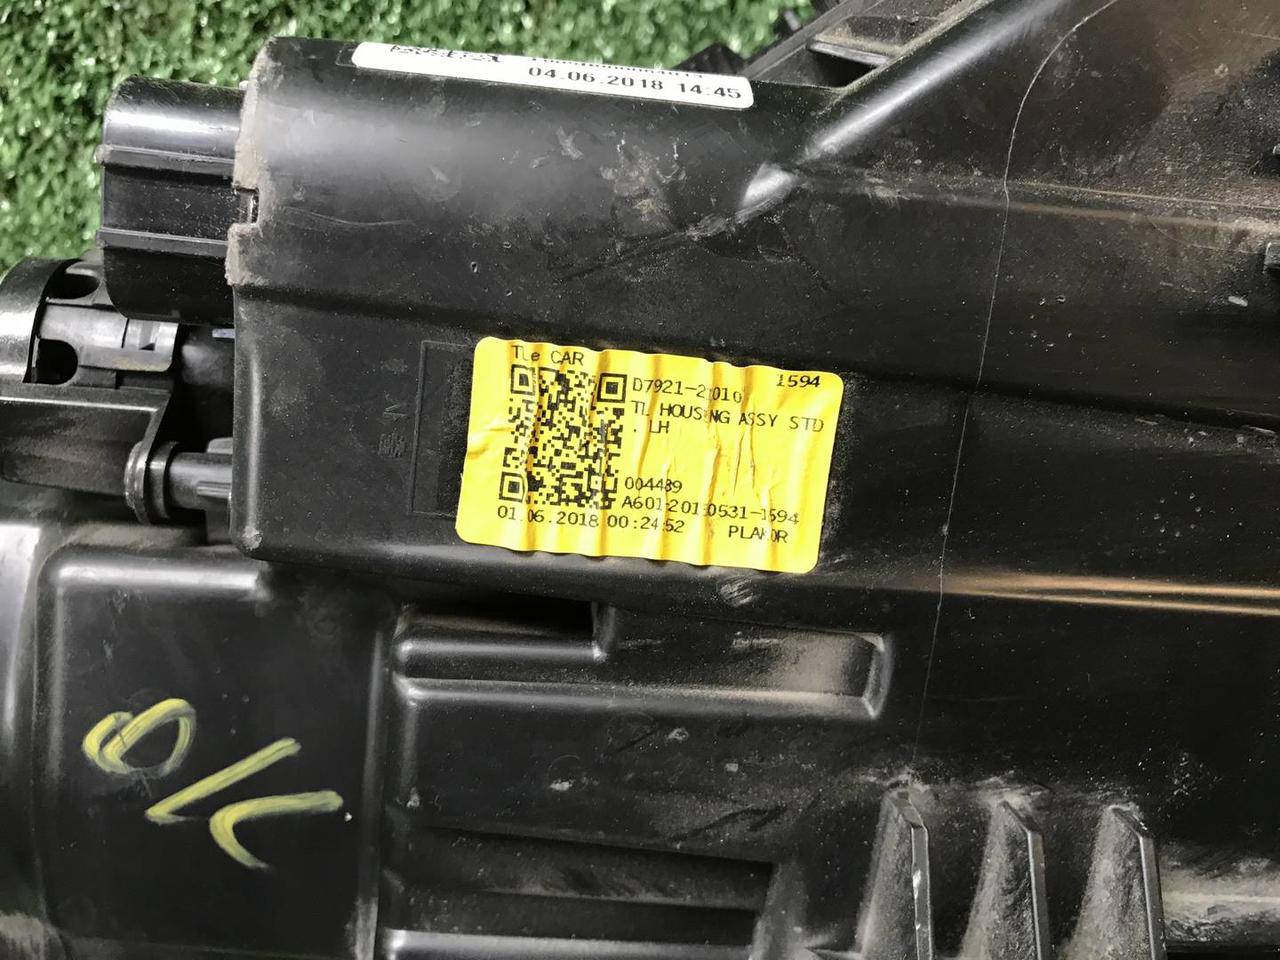 04.06.2018 14:45
TLe CAR
D7921-2010 1594
TL HOUSING ASSY STD
. LH
004489
A601-20180531-1594
01.06.2018 00:24:52 PLAKOR